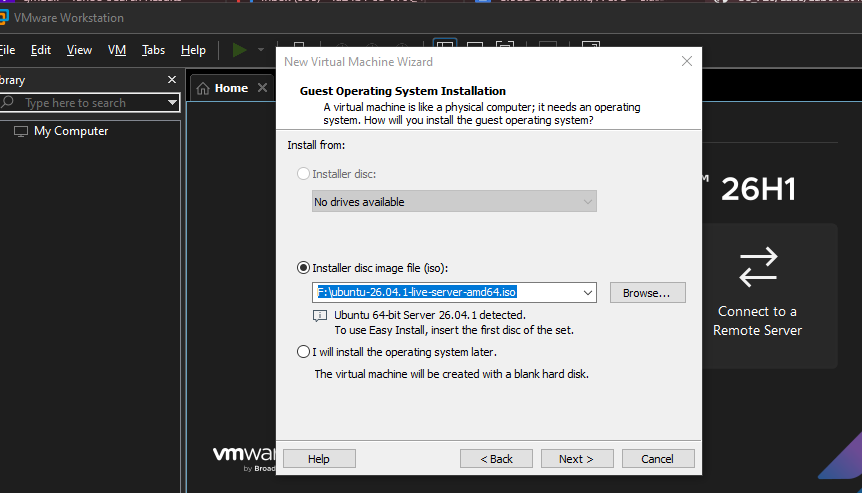 VMware Workstation
File Edit View VM Tabs Help
Library
Type here to search
My Computer
Home
New Virtual Machine Wizard
Guest Operating System Installation
A virtual machine is like a physical computer; it needs an operating
system. How will you install the guest operating system?
Install from:
Installer disc:
No drives available
Installer disc image file (iso):
F:\ubuntu-26.04.1-live-server-amd64.iso
Browse...
Ubuntu 64-bit Server 26.04.1 detected.
To use Easy Install, insert the first disc of the set.
I will install the operating system later.
The virtual machine will be created with a blank hard disk.
Help
< Back
Next >
Cancel
26H1
Connect to a
Remote Server
vmwar
by Broad